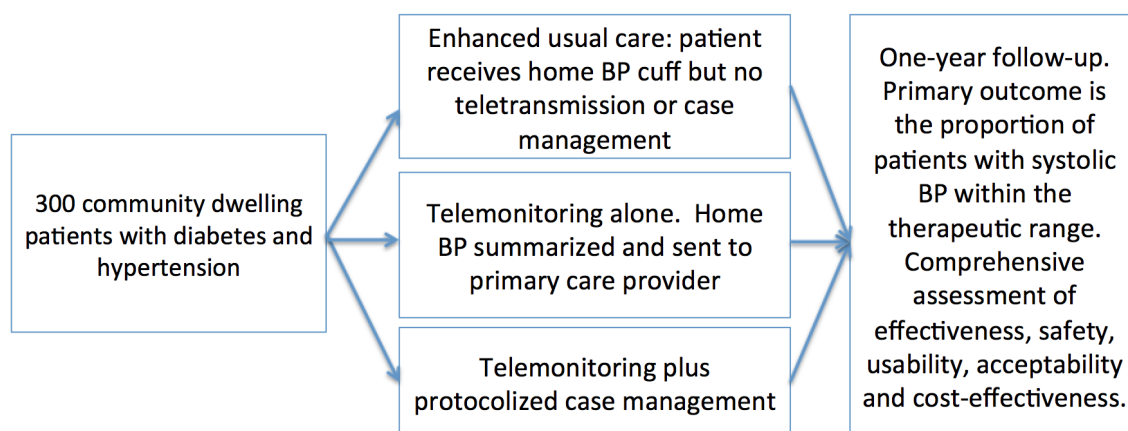 300 community dwelling
patients with diabetes and
hypertension
Enhanced usual care: patient
receives home BP cuff but no
teletransmission or case
management
Telemonitoring alone.  Home
BP summarized and sent to
primary care provider
Telemonitoring plus
protocolized case management
One-year follow-up.
Primary outcome is
the proportion of
patients with systolic
BP within the
therapeutic range.
Comprehensive
assessment of
effectiveness, safety,
usability, acceptability
and cost-effectiveness.